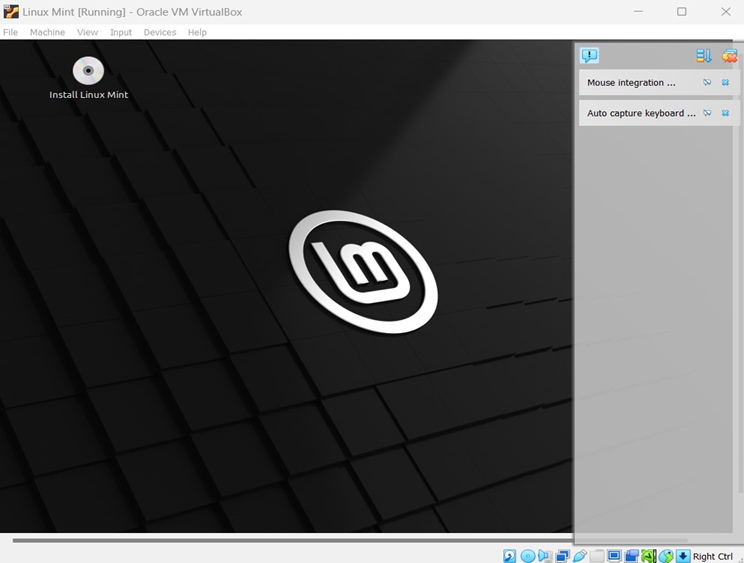 Linux Mint [Running] - Oracle VM VirtualBox
File Machine View Input Devices Help
Install Linux Mint
Mouse integration ...
Auto capture keyboard ...
lm
Right Ctrl